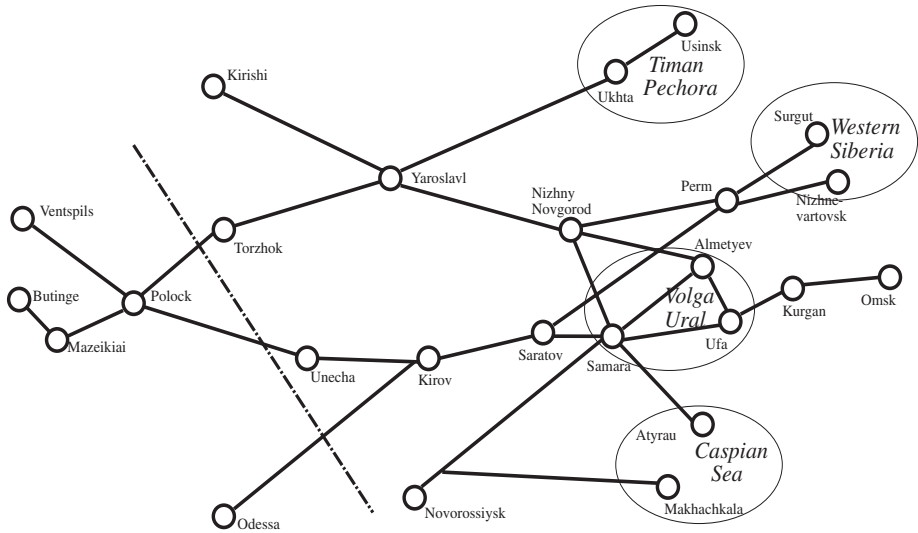 Usinsk
Timan
Pechora
Ukhta
Kirishi
Surgut
Western
Siberia
Yaroslavl
Perm
Nizhny
Novgorod
Nizhne-
vartovsk
Ventspils
Torzhok
Almetyev
Butinge
Polock
Volga
Ural
Omsk
Kurgan
Mazeikiai
Ufa
Saratov
Samara
Unecha
Kirov
Atyrau
Caspian
Sea
Makhachkala
Novorossiysk
Odessa